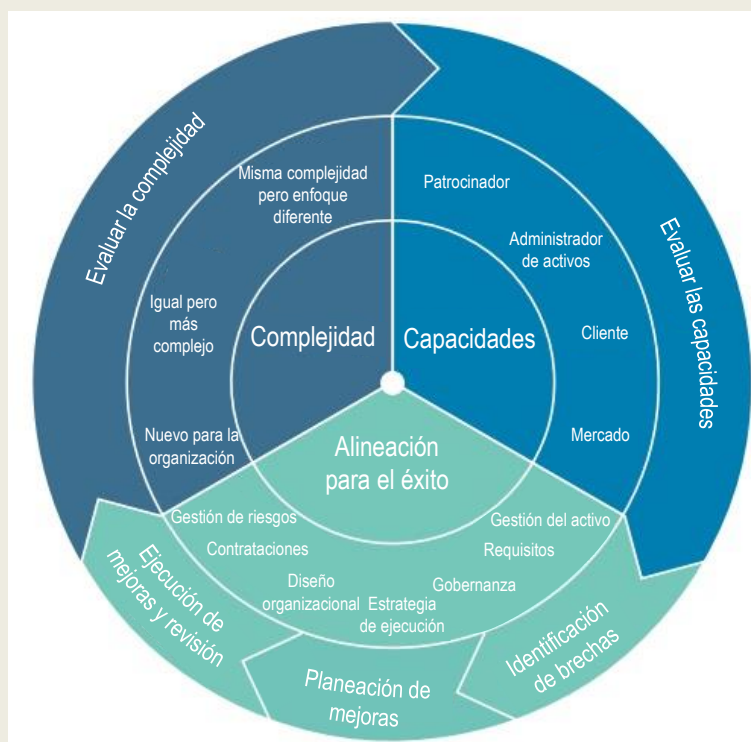 Evaluar la complejidad
Misma complejidad
pero enfoque
diferente
Igual pero
más
complejo
Nuevo para la
organización
Complejidad
Evaluar las capacidades
Patrocinador
Administrador
de activos
Cliente
Mercado
Capacidades
Alineación
para el éxito
Gestión de riesgos
Contrataciones
Diseño
organizacional
Estrategia
de ejecución
Gobernanza
Requisitos
Gestión del activo
Identificación
de brechas
Planeación de
mejoras
Ejecución de
mejoras y revisión